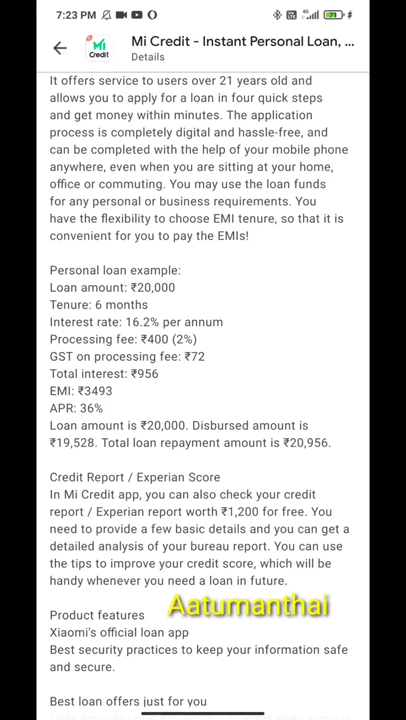 7:23 PM
4G
71
Mi Credit - Instant Personal Loan, ...
Details
Mi
Credit
It offers service to users over 21 years old and
allows you to apply for a loan in four quick steps
and get money within minutes. The application
process is completely digital and hassle-free, and
can be completed with the help of your mobile phone
anywhere, even when you are sitting at your home,
office or commuting. You may use the loan funds
for any personal or business requirements. You
have the flexibility to choose EMI tenure, so that it is
convenient for you to pay the EMIs!
Personal loan example:
Loan amount: ₹20,000
Tenure: 6 months
Interest rate: 16.2% per annum
Processing fee: ₹400 (2%)
GST on processing fee: ₹72
Total interest: ₹956
EMI: ₹3493
APR: 36%
Loan amount is ₹20,000. Disbursed amount is
₹19,528. Total loan repayment amount is ₹20,956.
Credit Report / Experian Score
In Mi Credit app, you can also check your credit
report / Experian report worth ₹1,200 for free. You
need to provide a few basic details and you can get a
detailed analysis of your bureau report. You can use
the tips to improve your credit score, which will be
handy whenever you need a loan in future.
Aatumanthai
Product features
Xiaomi's official loan app
Best security practices to keep your information safe
and secure.
Best loan offers just for you